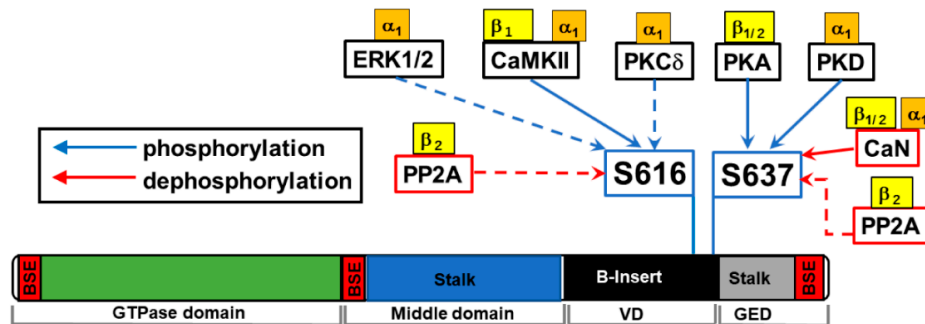 α1 β1 α1 α1 β1/2 α1
ERK1/2 CaMKII PKCδ PKA PKD
β1/2 α1
phosphorylation
dephosphorylation
β2
PP2A
S616 S637
CaN
β2
PP2A
BSE BSE Stalk B-Insert Stalk BSE
GTPase domain Middle domain VD GED